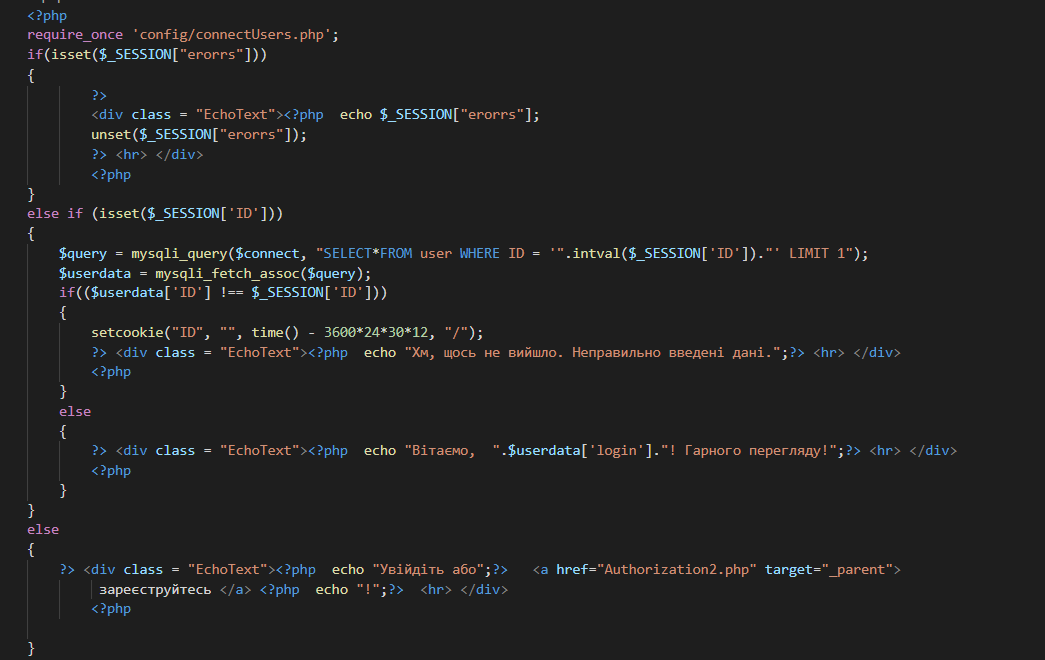 <?php
require_once 'config/connectUsers.php';
if(isset($_SESSION["erorrs"]))
{
?>
<div class = "EchoText"><?php  echo $_SESSION["erorrs"];
unset($_SESSION["erorrs"]);
?> <hr> </div>
<?php
}
else if (isset($_SESSION['ID']))
{
$query = mysqli_query($connect, "SELECT*FROM user WHERE ID = '".intval($_SESSION['ID'])."' LIMIT 1");
$userdata = mysqli_fetch_assoc($query);
if(($userdata['ID'] !== $_SESSION['ID']))
{
setcookie("ID", "", time() - 3600*24*30*12, "/");
?> <div class = "EchoText"><?php  echo "Хм, щось не вийшло. Неправильно введені дані.";?> <hr> </div>
<?php
}
else
{
?> <div class = "EchoText"><?php  echo "Вітаємо,  ".$userdata['login']."! Гарного перегляду!";?> <hr> </div>
<?php
}
}
else
{
?> <div class = "EchoText"><?php  echo "Увійдіть або";?>   <a href="Authorization2.php" target="_parent">
зареєструйтесь </a> <?php  echo "!";?>  <hr> </div>
<?php
}